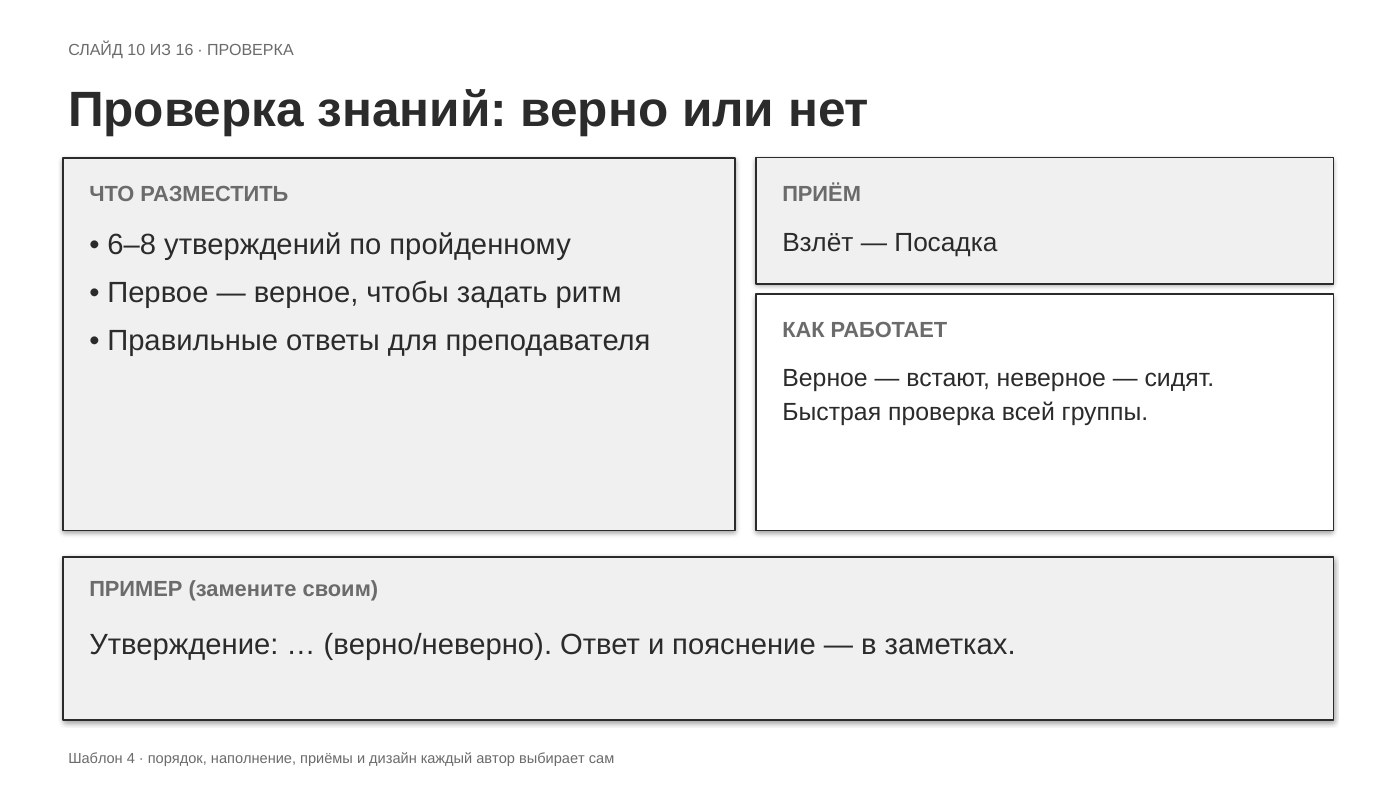 СЛАЙД 10 ИЗ 16 · ПРОВЕРКА
Проверка знаний: верно или нет
ЧТО РАЗМЕСТИТЬ
• 6–8 утверждений по пройденному
• Первое — верное, чтобы задать ритм
• Правильные ответы для преподавателя
ПРИЁМ
Взлёт — Посадка
КАК РАБОТАЕТ
Верное — встают, неверное — сидят.
Быстрая проверка всей группы.
ПРИМЕР (замените своим)
Утверждение: … (верно/неверно). Ответ и пояснение — в заметках.
Шаблон 4 · порядок, наполнение, приёмы и дизайн каждый автор выбирает сам